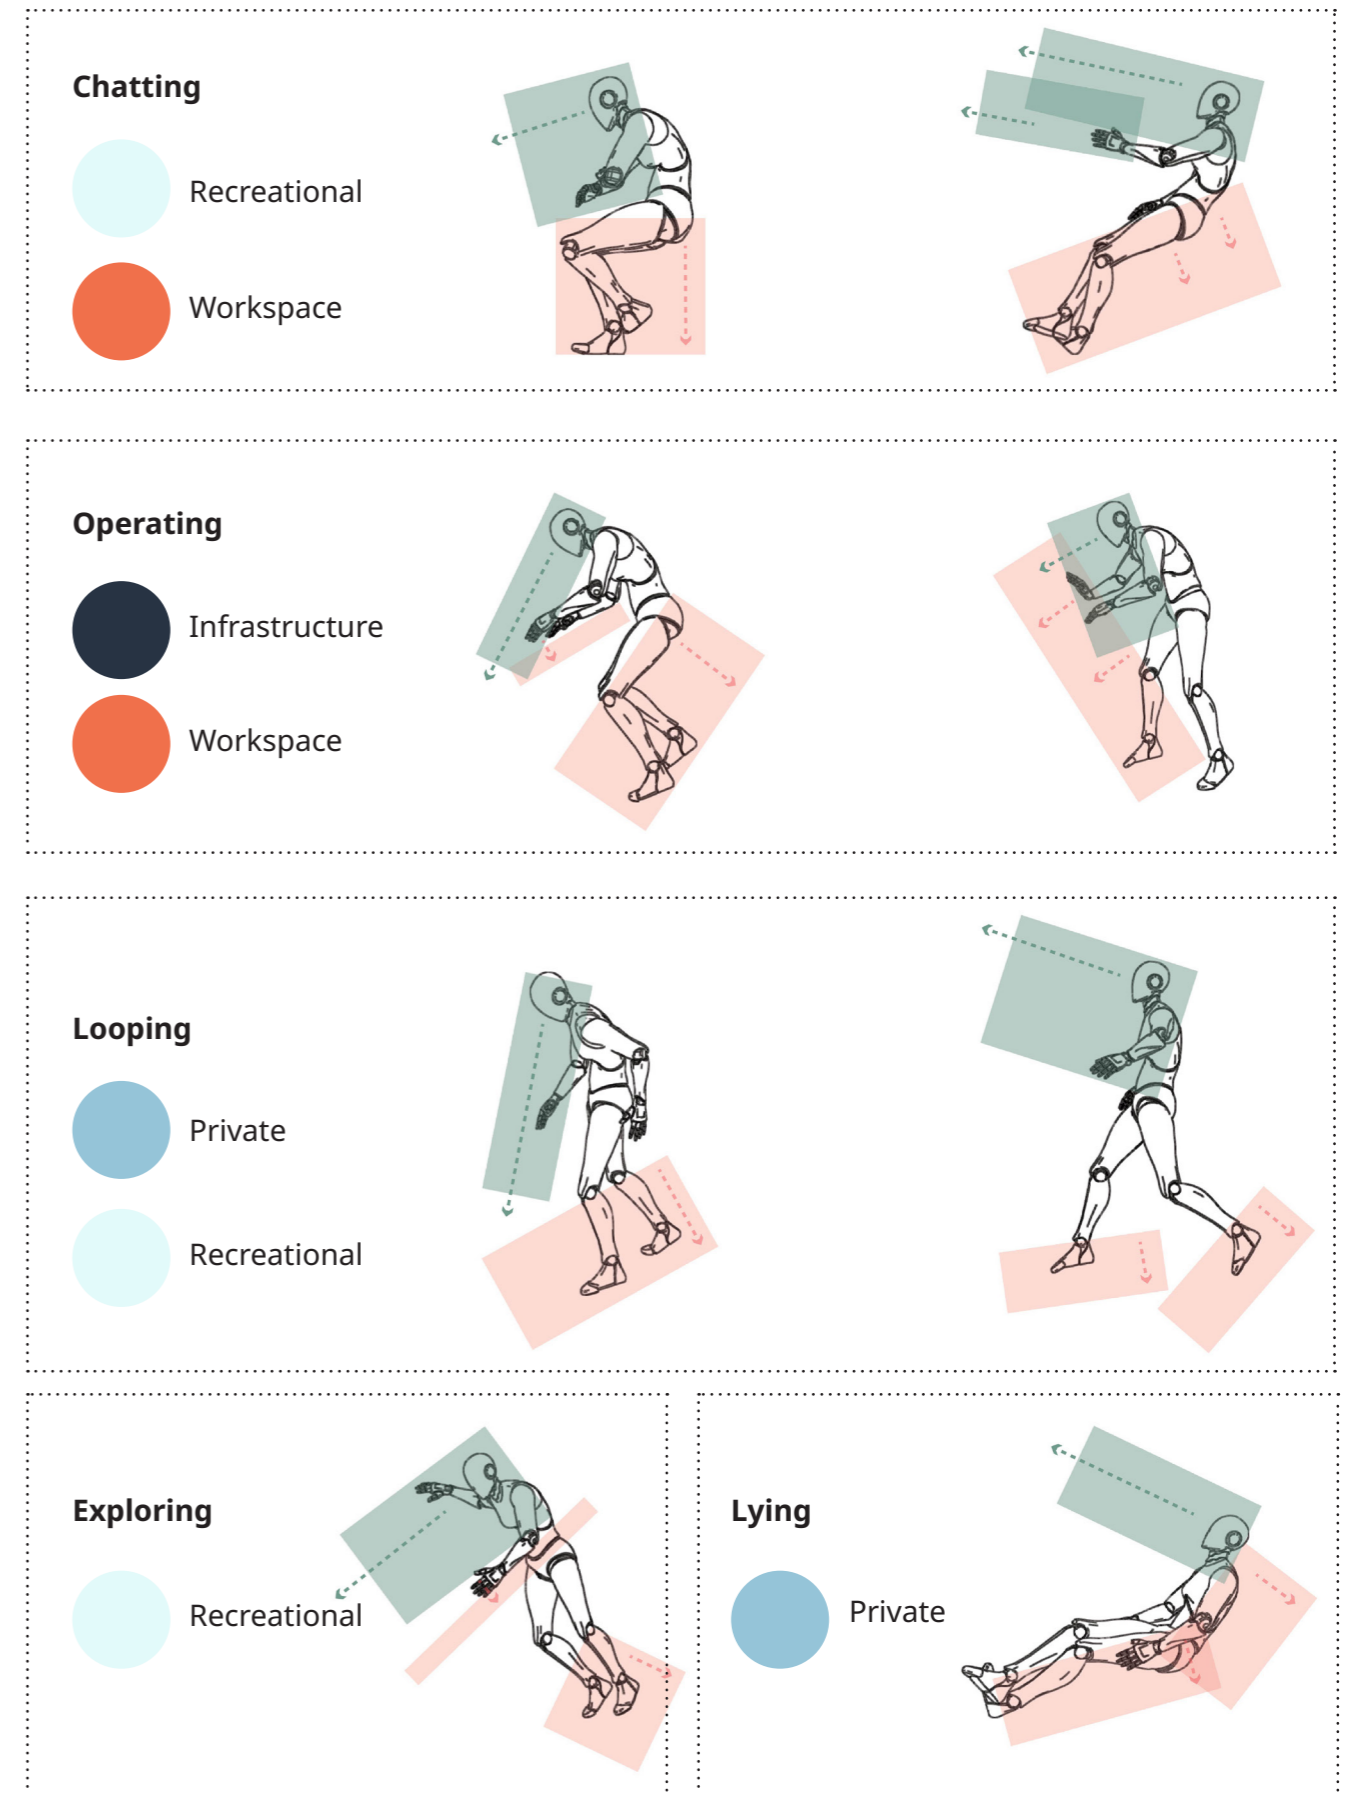 Chatting
Recreational
Workspace
Operating
Infrastructure
Workspace
Looping
Private
Recreational
Exploring
Recreational
Lying
Private